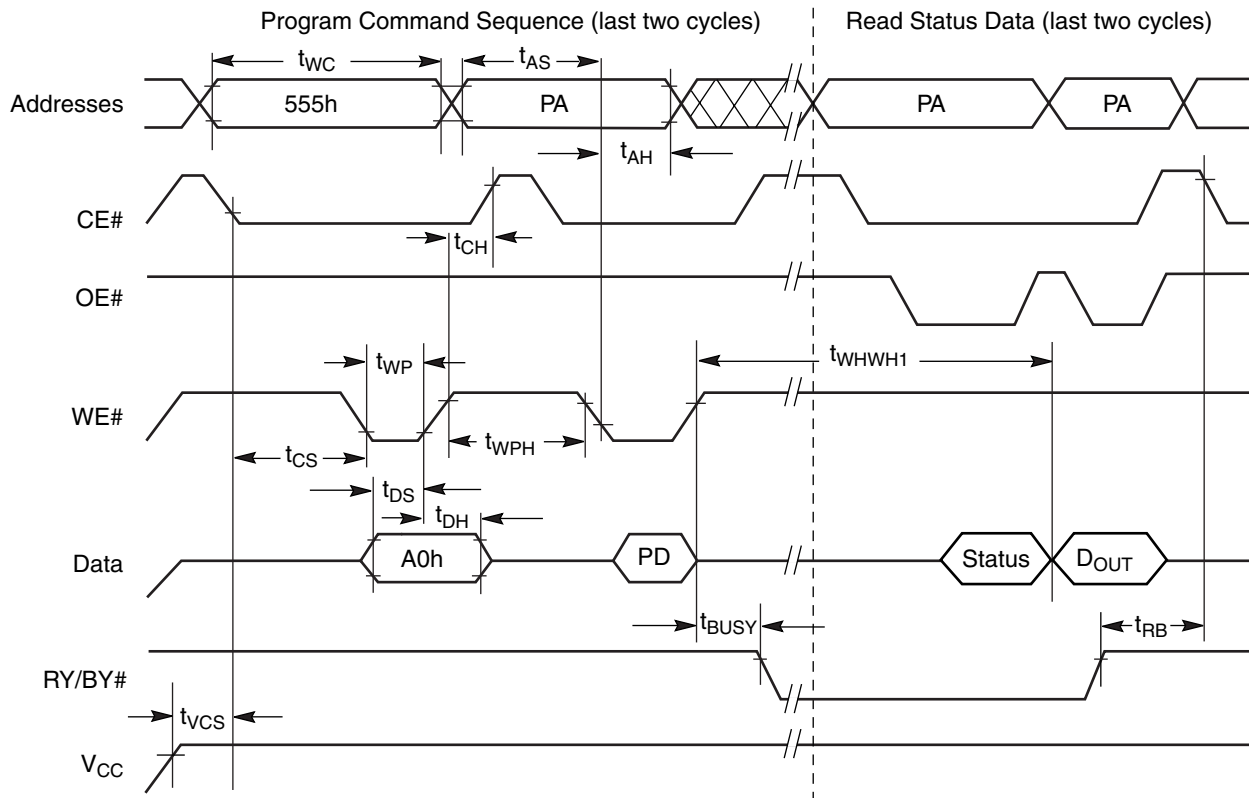 Program Command Sequence (last two cycles)
Read Status Data (last two cycles)
tWC
tAS
Addresses
555h
PA
PA
PA
tAH
CE#
tCH
OE#
tWP
tWHWH1
WE#
tCS
tWPH
tDS
tDH
Data
A0h
PD
Status
DOUT
tBUSY
tRB
RY/BY#
tVCS
VCC